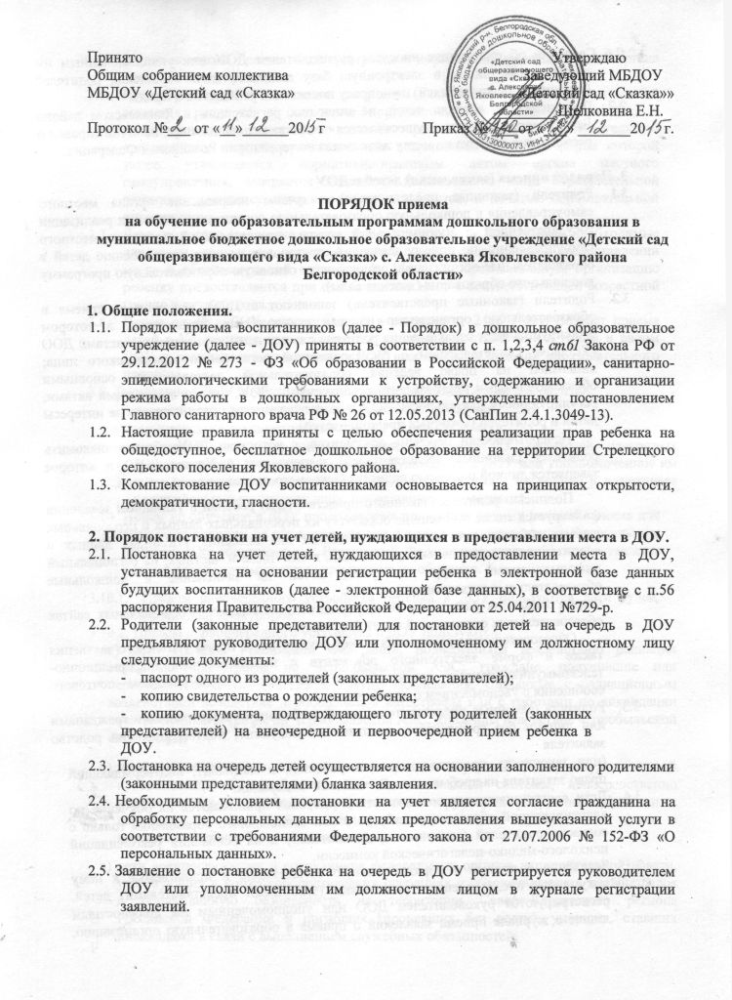 Принято Утверждаю
Общим собранием коллектива Заведующий МБДОУ
МБДОУ «Детский сад «Сказка» «Детский сад «Сказка»»
Щелковина Е.Н.
Протокол № 2 от «11» 12 2015 г Приказ № от « » 12 2015 г.
«Детский сад
общеразвивающего
вида «Сказка»
с. Алексеевка
Яковлевского района
Белгородской
области»
ПОРЯДОК приема
на обучение по образовательным программам дошкольного образования в
муниципальное бюджетное дошкольное образовательное учреждение «Детский сад
общеразвивающего вида «Сказка» с. Алексеевка Яковлевского района
Белгородской области»
1. Общие положения.
1.1. Порядок приема воспитанников (далее - Порядок) в дошкольное образовательное
учреждение (далее - ДОУ) приняты в соответствии с п. 1,2,3,4 ст61 Закона РФ от
29.12.2012 № 273 - ФЗ «Об образовании в Российской Федерации», санитарно-
эпидемиологическими требованиями к устройству, содержанию и организации
режима работы в дошкольных организациях, утвержденными постановлением
Главного санитарного врача РФ № 26 от 12.05.2013 (СанПин 2.4.1.3049-13).
1.2. Настоящие правила приняты с целью обеспечения реализации прав ребенка на
общедоступное, бесплатное дошкольное образование на территории Стрелецкого
сельского поселения Яковлевского района.
1.3. Комплектование ДОУ воспитанниками основывается на принципах открытости,
демократичности, гласности.
2. Порядок постановки на учет детей, нуждающихся в предоставлении места в ДОУ.
2.1. Постановка на учет детей, нуждающихся в предоставлении места в ДОУ,
устанавливается на основании регистрации ребенка в электронной базе данных
будущих воспитанников (далее - электронной базе данных), в соответствие с п.56
распоряжения Правительства Российской Федерации от 25.04.2011 №729-р.
2.2. Родители (законные представители) для постановки детей на очередь в ДОУ
предъявляют руководителю ДОУ или уполномоченному им должностному лицу
следующие документы:
- паспорт одного из родителей (законных представителей);
- копию свидетельства о рождении ребенка;
- копию документа, подтверждающего льготу родителей (законных
представителей) на внеочередной и первоочередной прием ребенка в
ДОУ.
2.3. Постановка на очередь детей осуществляется на основании заполненного родителями
(законными представителями) бланка заявления.
2.4. Необходимым условием постановки на учет является согласие гражданина на
обработку персональных данных в целях предоставления вышеуказанной услуги в
соответствии с требованиями Федерального закона от 27.07.2006 № 152-ФЗ «О
персональных данных».
2.5. Заявление о постановке ребёнка на очередь в ДОУ регистрируется руководителем
ДОУ или уполномоченным им должностным лицом в журнале регистрации
заявлений.